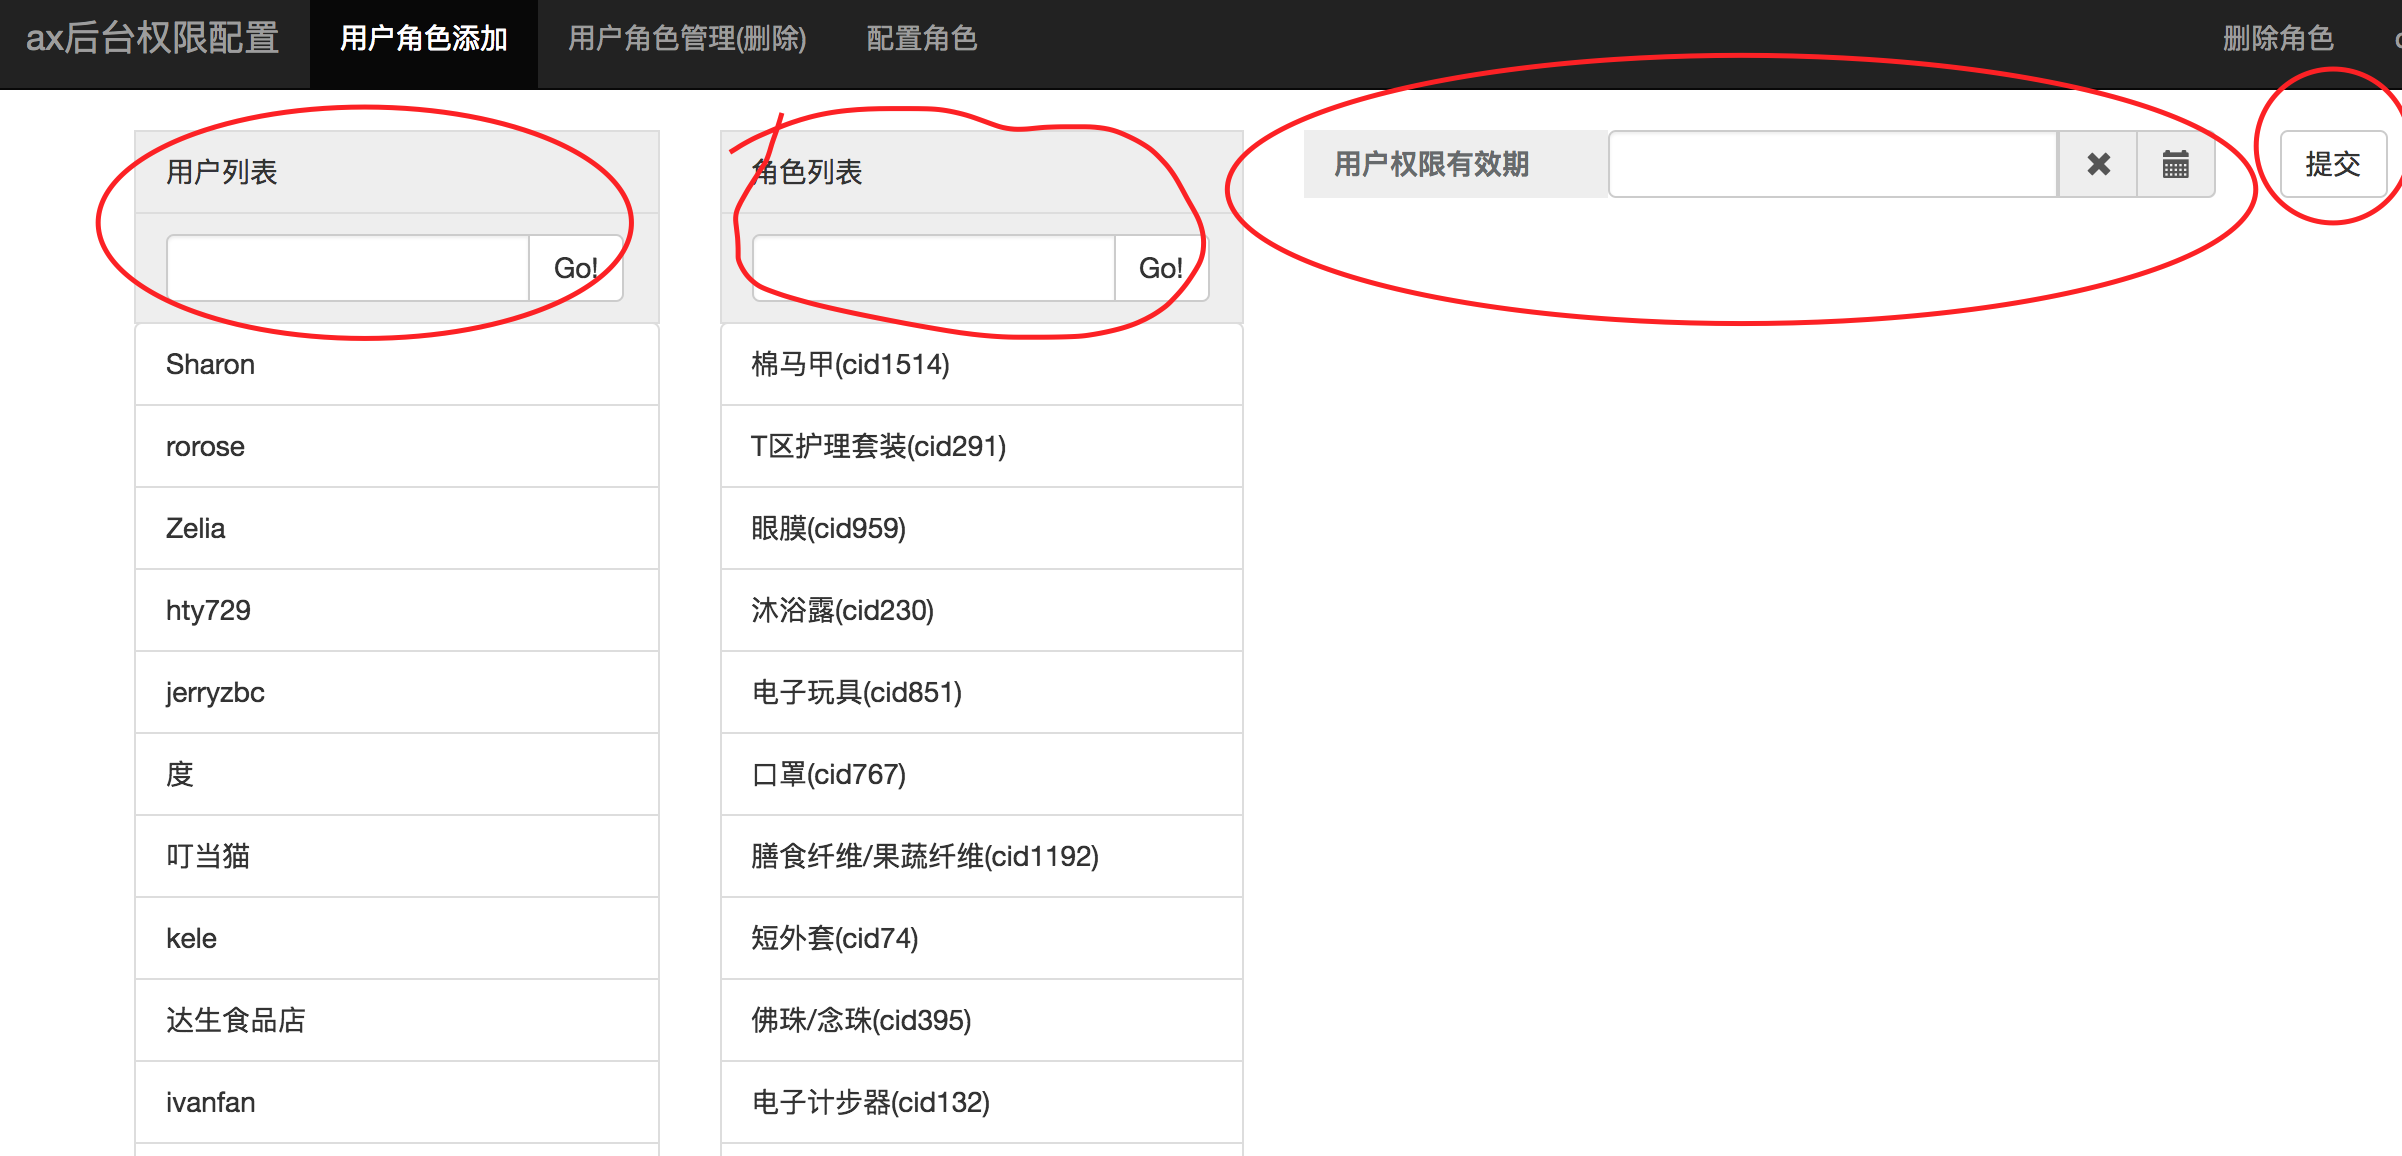 ax后台权限配置 用户角色添加 用户角色管理(删除) 配置角色 删除角色
用户列表
Go!
Sharon
rorose
Zelia
hty729
jerryzbc
度
叮当猫
kele
达生食品店
ivanfan
角色列表
Go!
棉马甲(cid1514)
T区护理套装(cid291)
眼膜(cid959)
沐浴露(cid230)
电子玩具(cid851)
口罩(cid767)
膳食纤维/果蔬纤维(cid1192)
短外套(cid74)
佛珠/念珠(cid395)
电子计步器(cid132)
用户权限有效期
提交